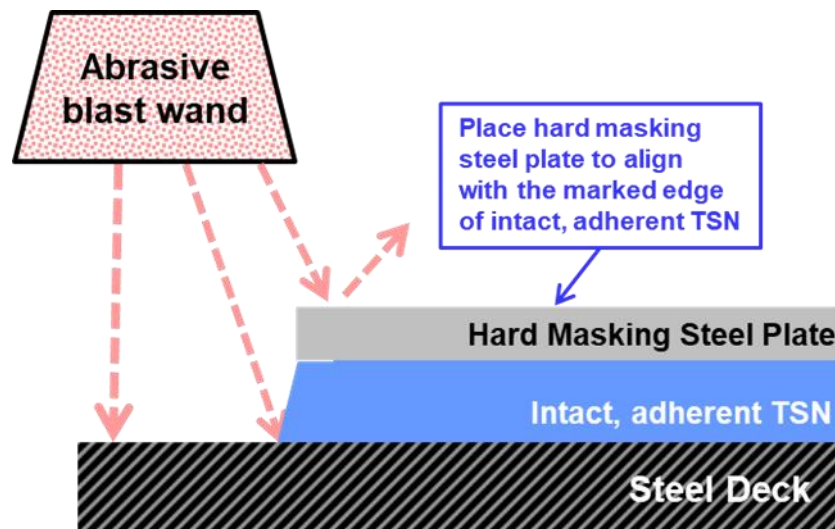 Abrasive
blast wand
Place hard masking
steel plate to align
with the marked edge
of intact, adherent TSN
Hard Masking Steel Plate
Intact, adherent TSN
Steel Deck